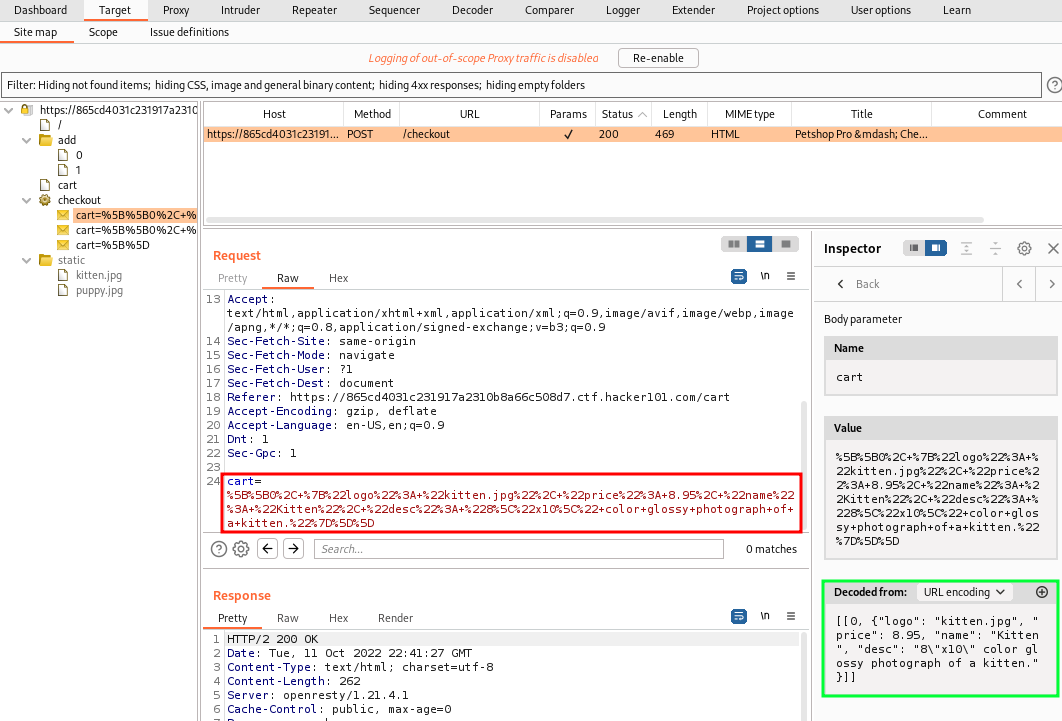 Dashboard Target Proxy Intruder Repeater Sequencer Decoder Comparer Logger Extender Project options User options Learn
Site map Scope Issue definitions
Logging of out-of-scope Proxy traffic is disabled Re-enable
Filter: Hiding not found items; hiding CSS, image and general binary content; hiding 4xx responses; hiding empty folders
https://865cd4031c231917a2310
/
add
0
1
cart
checkout
cart=%5B%5B0%2C+%
cart=%5B%5B0%2C+%
cart=%5B%5D
static
kitten.jpg
puppy.jpg
Host Method URL Params Status Length MIME type Title Comment
https://865cd4031c23191... POST /checkout ✓ 200 469 HTML Petshop Pro &mdash; Che...
Request
Pretty Raw Hex
\n
13 Accept:
text/html,application/xhtml+xml,application/xml;q=0.9,image/avif,image/webp,image
/apng,*/*;q=0.8,application/signed-exchange;v=b3;q=0.9
14 Sec-Fetch-Site: same-origin
15 Sec-Fetch-Mode: navigate
16 Sec-Fetch-User: ?1
17 Sec-Fetch-Dest: document
18 Referer: https://865cd4031c231917a2310b8a66c508d7.ctf.hacker101.com/cart
19 Accept-Encoding: gzip, deflate
20 Accept-Language: en-US,en;q=0.9
21 Dnt: 1
22 Sec-Gpc: 1
23
24 cart=
%5B%5B0%2C+%7B%22logo%22%3A+%22kitten.jpg%22%2C+%22price%22%3A+8.95%2C+%22name%22
%3A+%22Kitten%22%2C+%22desc%22%3A+%228%5C%22x10%5C%22+color+glossy+photograph+of+
a+kitten.%22%7D%5D%5D
Search... 0 matches
Response
Pretty Raw Hex Render
\n
1 HTTP/2 200 OK
2 Date: Tue, 11 Oct 2022 22:41:27 GMT
3 Content-Type: text/html; charset=utf-8
4 Content-Length: 262
5 Server: openresty/1.21.4.1
6 Cache-Control: public, max-age=0
Inspector
Back
Body parameter
Name
cart
Value
%5B%5B0%2C+%7B%22logo%22%3A+%
22kitten.jpg%22%2C+%22price%2
2%3A+8.95%2C+%22name%22%3A+%2
2Kitten%22%2C+%22desc%22%3A+%
228%5C%22x10%5C%22+color+glos
sy+photograph+of+a+kitten.%22
%7D%5D%5D
Decoded from: URL encoding
[[0, {"logo": "kitten.jpg", "
price": 8.95, "name": "Kitten
", "desc": "8\"x10\" color gl
ossy photograph of a kitten."
}]]